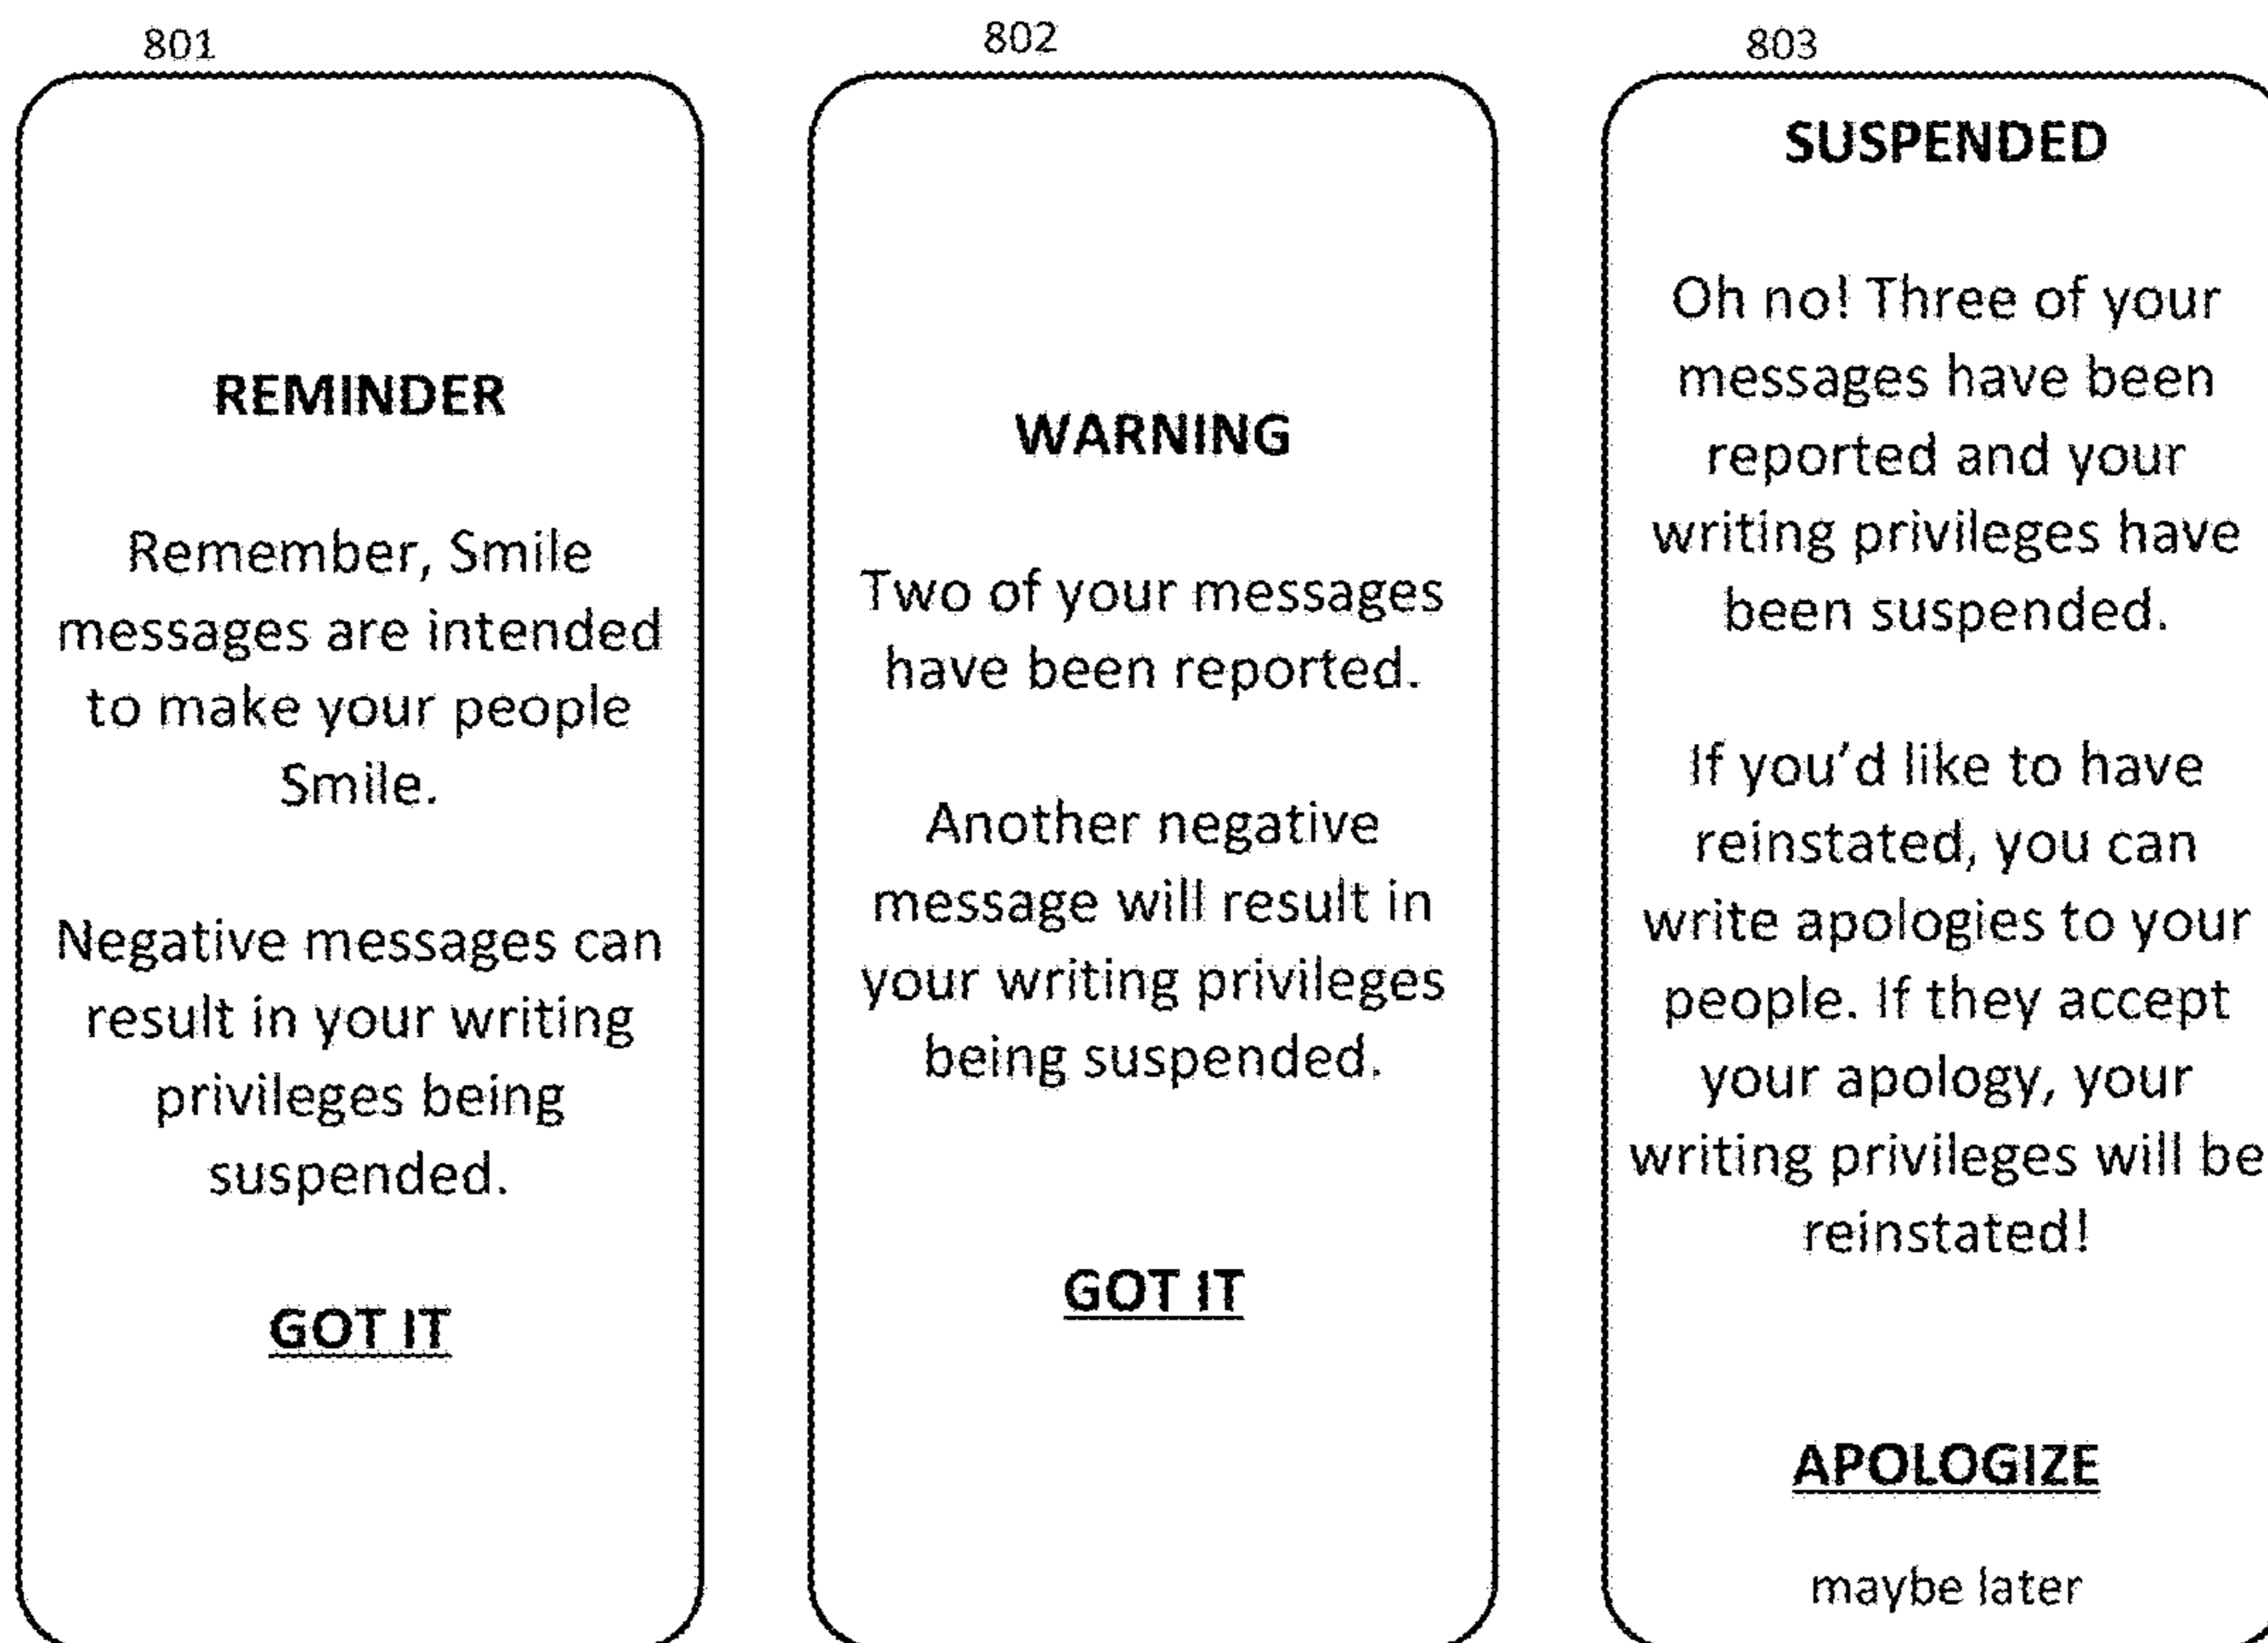 801
REMINDER
Remember, Smile
messages are intended
to make your people
Smile.
Negative messages can
result in your writing
privileges being
suspended.
GOT IT
802
WARNING
Two of your messages
have been reported.
Another negative
message will result in
your writing privileges
being suspended.
GOT IT
803
SUSPENDED
Oh no! Three of your
messages have been
reported and your
writing privileges have
been suspended.
If you'd like to have
reinstated, you can
write apologies to your
people. If they accept
your apology, your
writing privileges will be
reinstated!
APOLOGIZE
maybe later